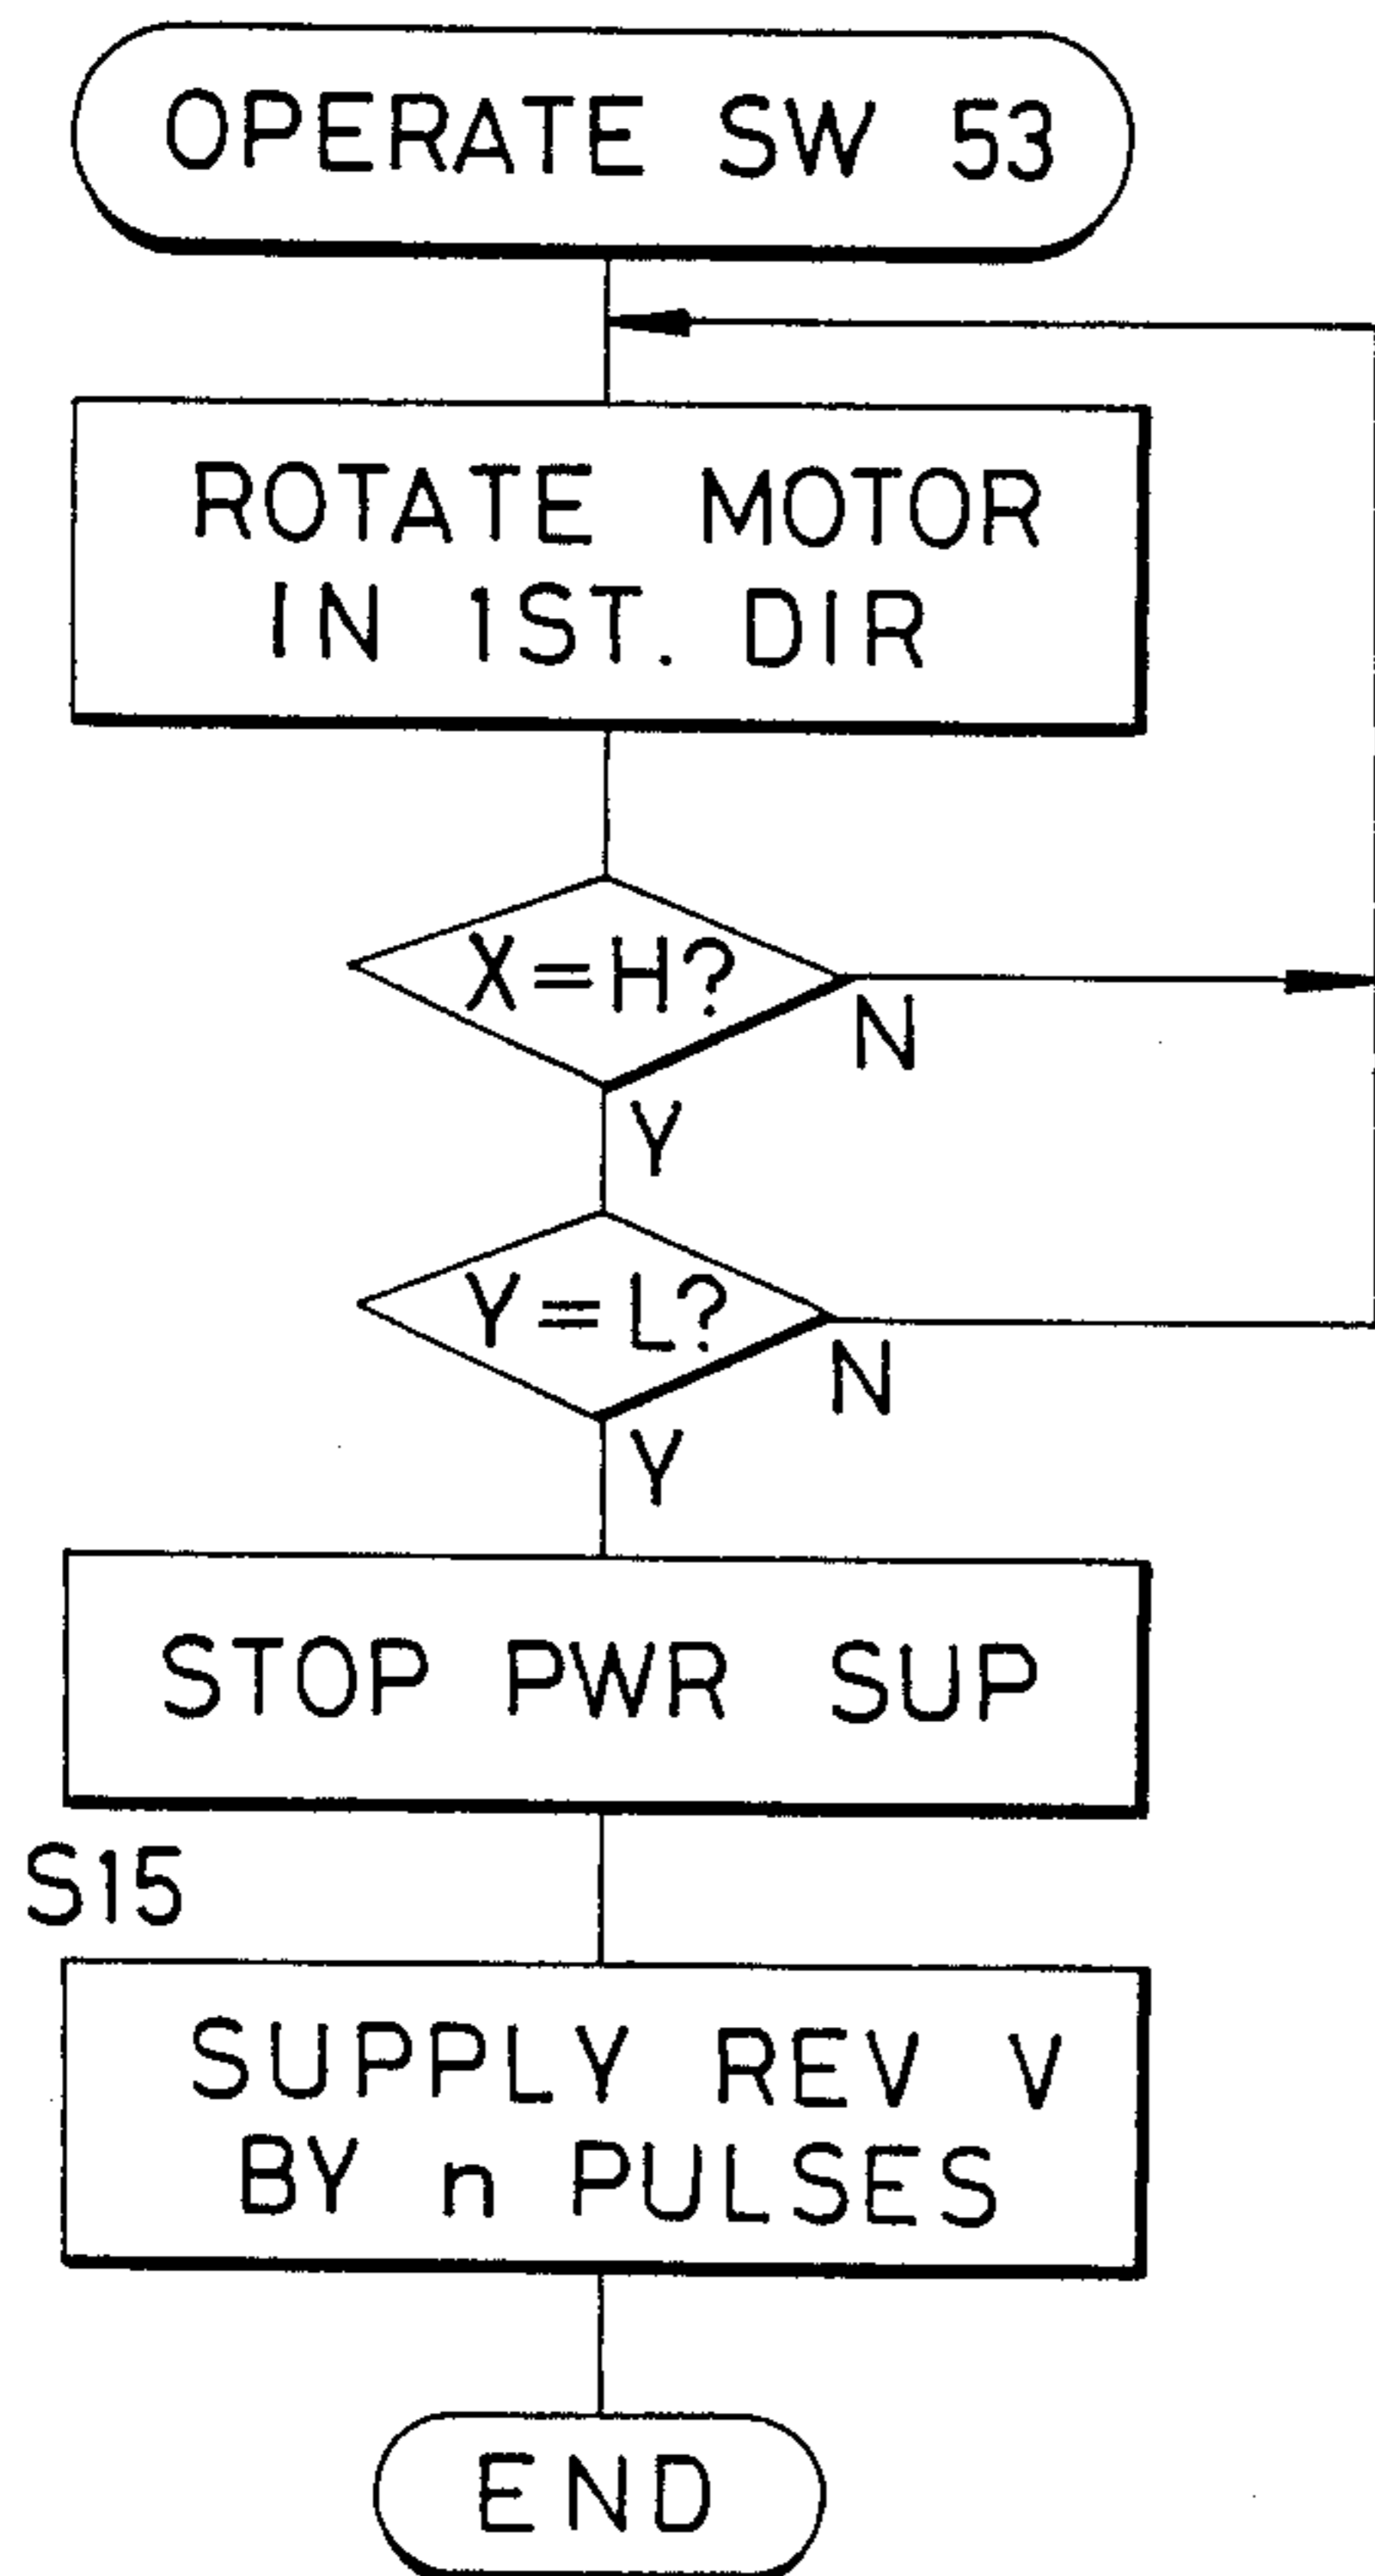 OPERATE SW 53
ROTATE MOTOR
IN 1ST. DIR
X=H?
N
Y
Y=L?
N
Y
STOP PWR SUP
S15
SUPPLY REV V
BY n PULSES
END